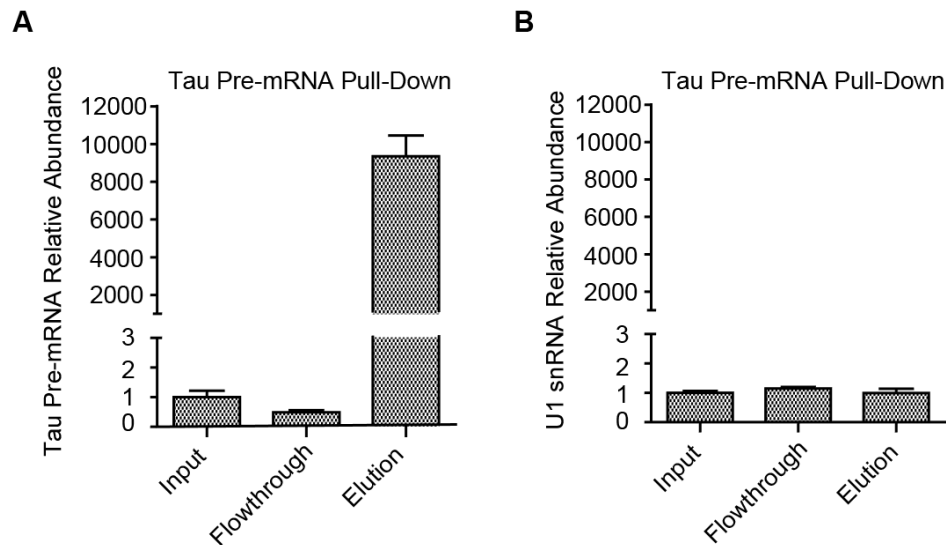 A
Tau Pre-mRNA Pull-Down
Tau Pre-mRNA Relative Abundance
12000
10000
8000
6000
4000
2000
3
2
1
0
Input
Flowthrough
Elution
B
Tau Pre-mRNA Pull-Down
U1 snRNA Relative Abundance
12000
10000
8000
6000
4000
2000
3
2
1
0
Input
Flowthrough
Elution